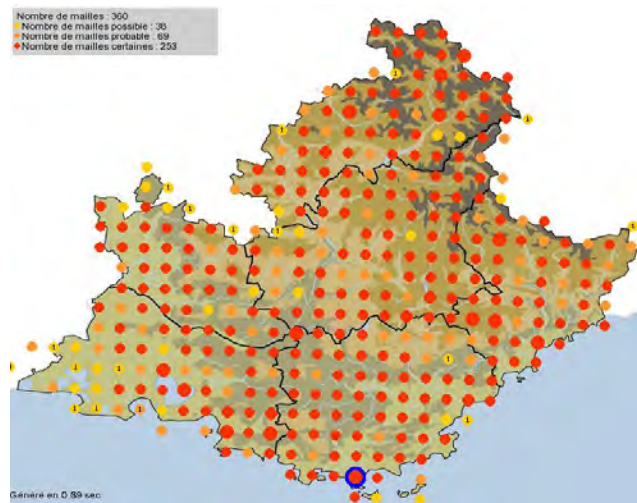 Nombre de mailles : 360
Nombre de mailles possible : 38
Nombre de mailles probable : 69
Nombre de mailles certaines : 253
Généré en 0.89 sec